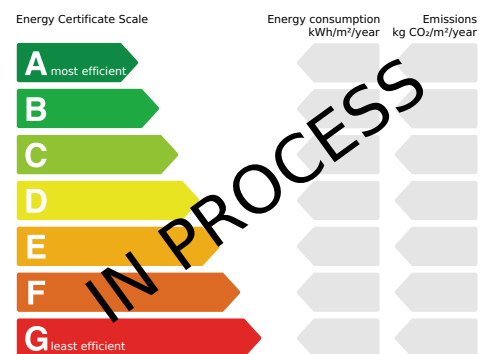 Energy Certificate Scale
Energy consumption
kWh/m²/year
Emissions
kg CO₂/m²/year
A most efficient
B
C
D
E
F
G least efficient
IN PROCESS